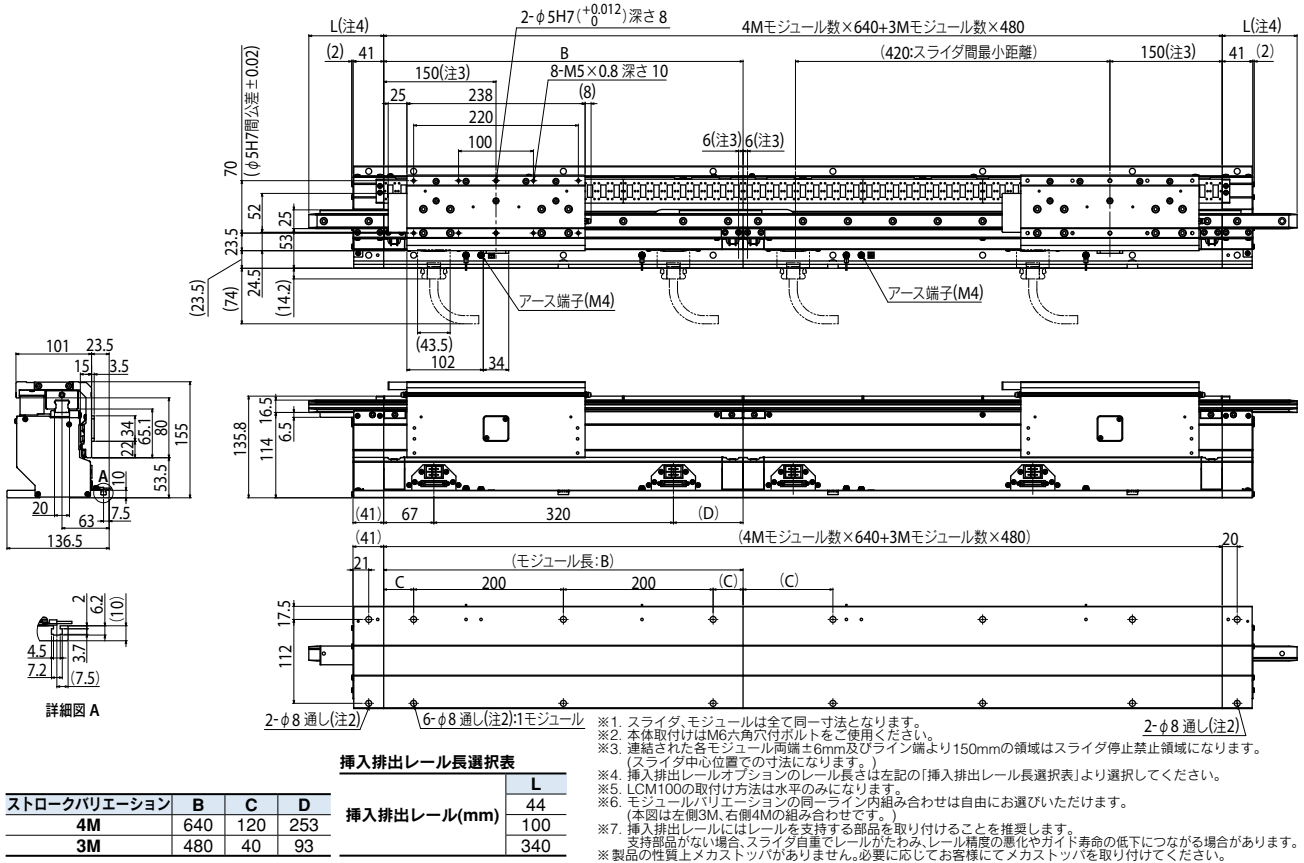 L(注4)
2-φ5H7(+0.012 0)深さ8
4Mモジュール数×640+3Mモジュール数×480
L(注4)
(2)
41
B
(420:スライダ間最小距離)
150(注3)
41
(2)
150(注3)
8-M5×0.8 深さ10
25
238
(8)
220
100
6(注3)
6(注3)
70
(φ5H7間公差±0.02)
52
25
23.5
53
(23.5)
(74)
24.5
(14.2)
アース端子(M4)
アース端子(M4)
(43.5)
102
34
101
23.5
15
3.5
22
34
65.1
80
155
A
10
53.5
20
63
7.5
136.5
135.8
16.5
6.5
114
(41)
67
320
(D)
(41)
(4Mモジュール数×640+3Mモジュール数×480)
20
21
(モジュール長:B)
C
200
200
(C)
(C)
17.5
112
2
6.2
(10)
4.5
3.7
7.2
(7.5)
詳細図 A
2-φ8 通し(注2)
6-φ8 通し(注2):1モジュール
2-φ8 通し(注2)
※1. スライダ、モジュールは全て同一寸法となります。
※2. 本体取付けはM6六角穴付ボルトをご使用ください。
※3. 連結された各モジュール両端±6mm及びライン端より150mmの領域はスライダ停止禁止領域になります。
(スライダ中心位置での寸法になります。)
※4. 挿入排出レールオプションのレール長さは左記の「挿入排出レール長選択表」より選択してください。
※5. LCM100の取付け方法は水平のみになります。
※6. モジュールバリエーションの同一ライン内組み合わせは自由にお選びいただけます。
(本図は左側3M、右側4Mの組み合わせです。)
※7. 挿入排出レールにはレールを支持する部品を取り付けることを推奨します。
支持部品がない場合、スライダ自重でレールがたわみ、レール精度の悪化やガイド寿命の低下につながる場合があります。
※製品の性質上メカストッパがありません。必要に応じてお客様にてメカストッパを取り付けてください。
ストロークバリエーション B C D
4M 640 120 253
3M 480 40 93
挿入排出レール長選択表
L
挿入排出レール(mm)
44
100
340